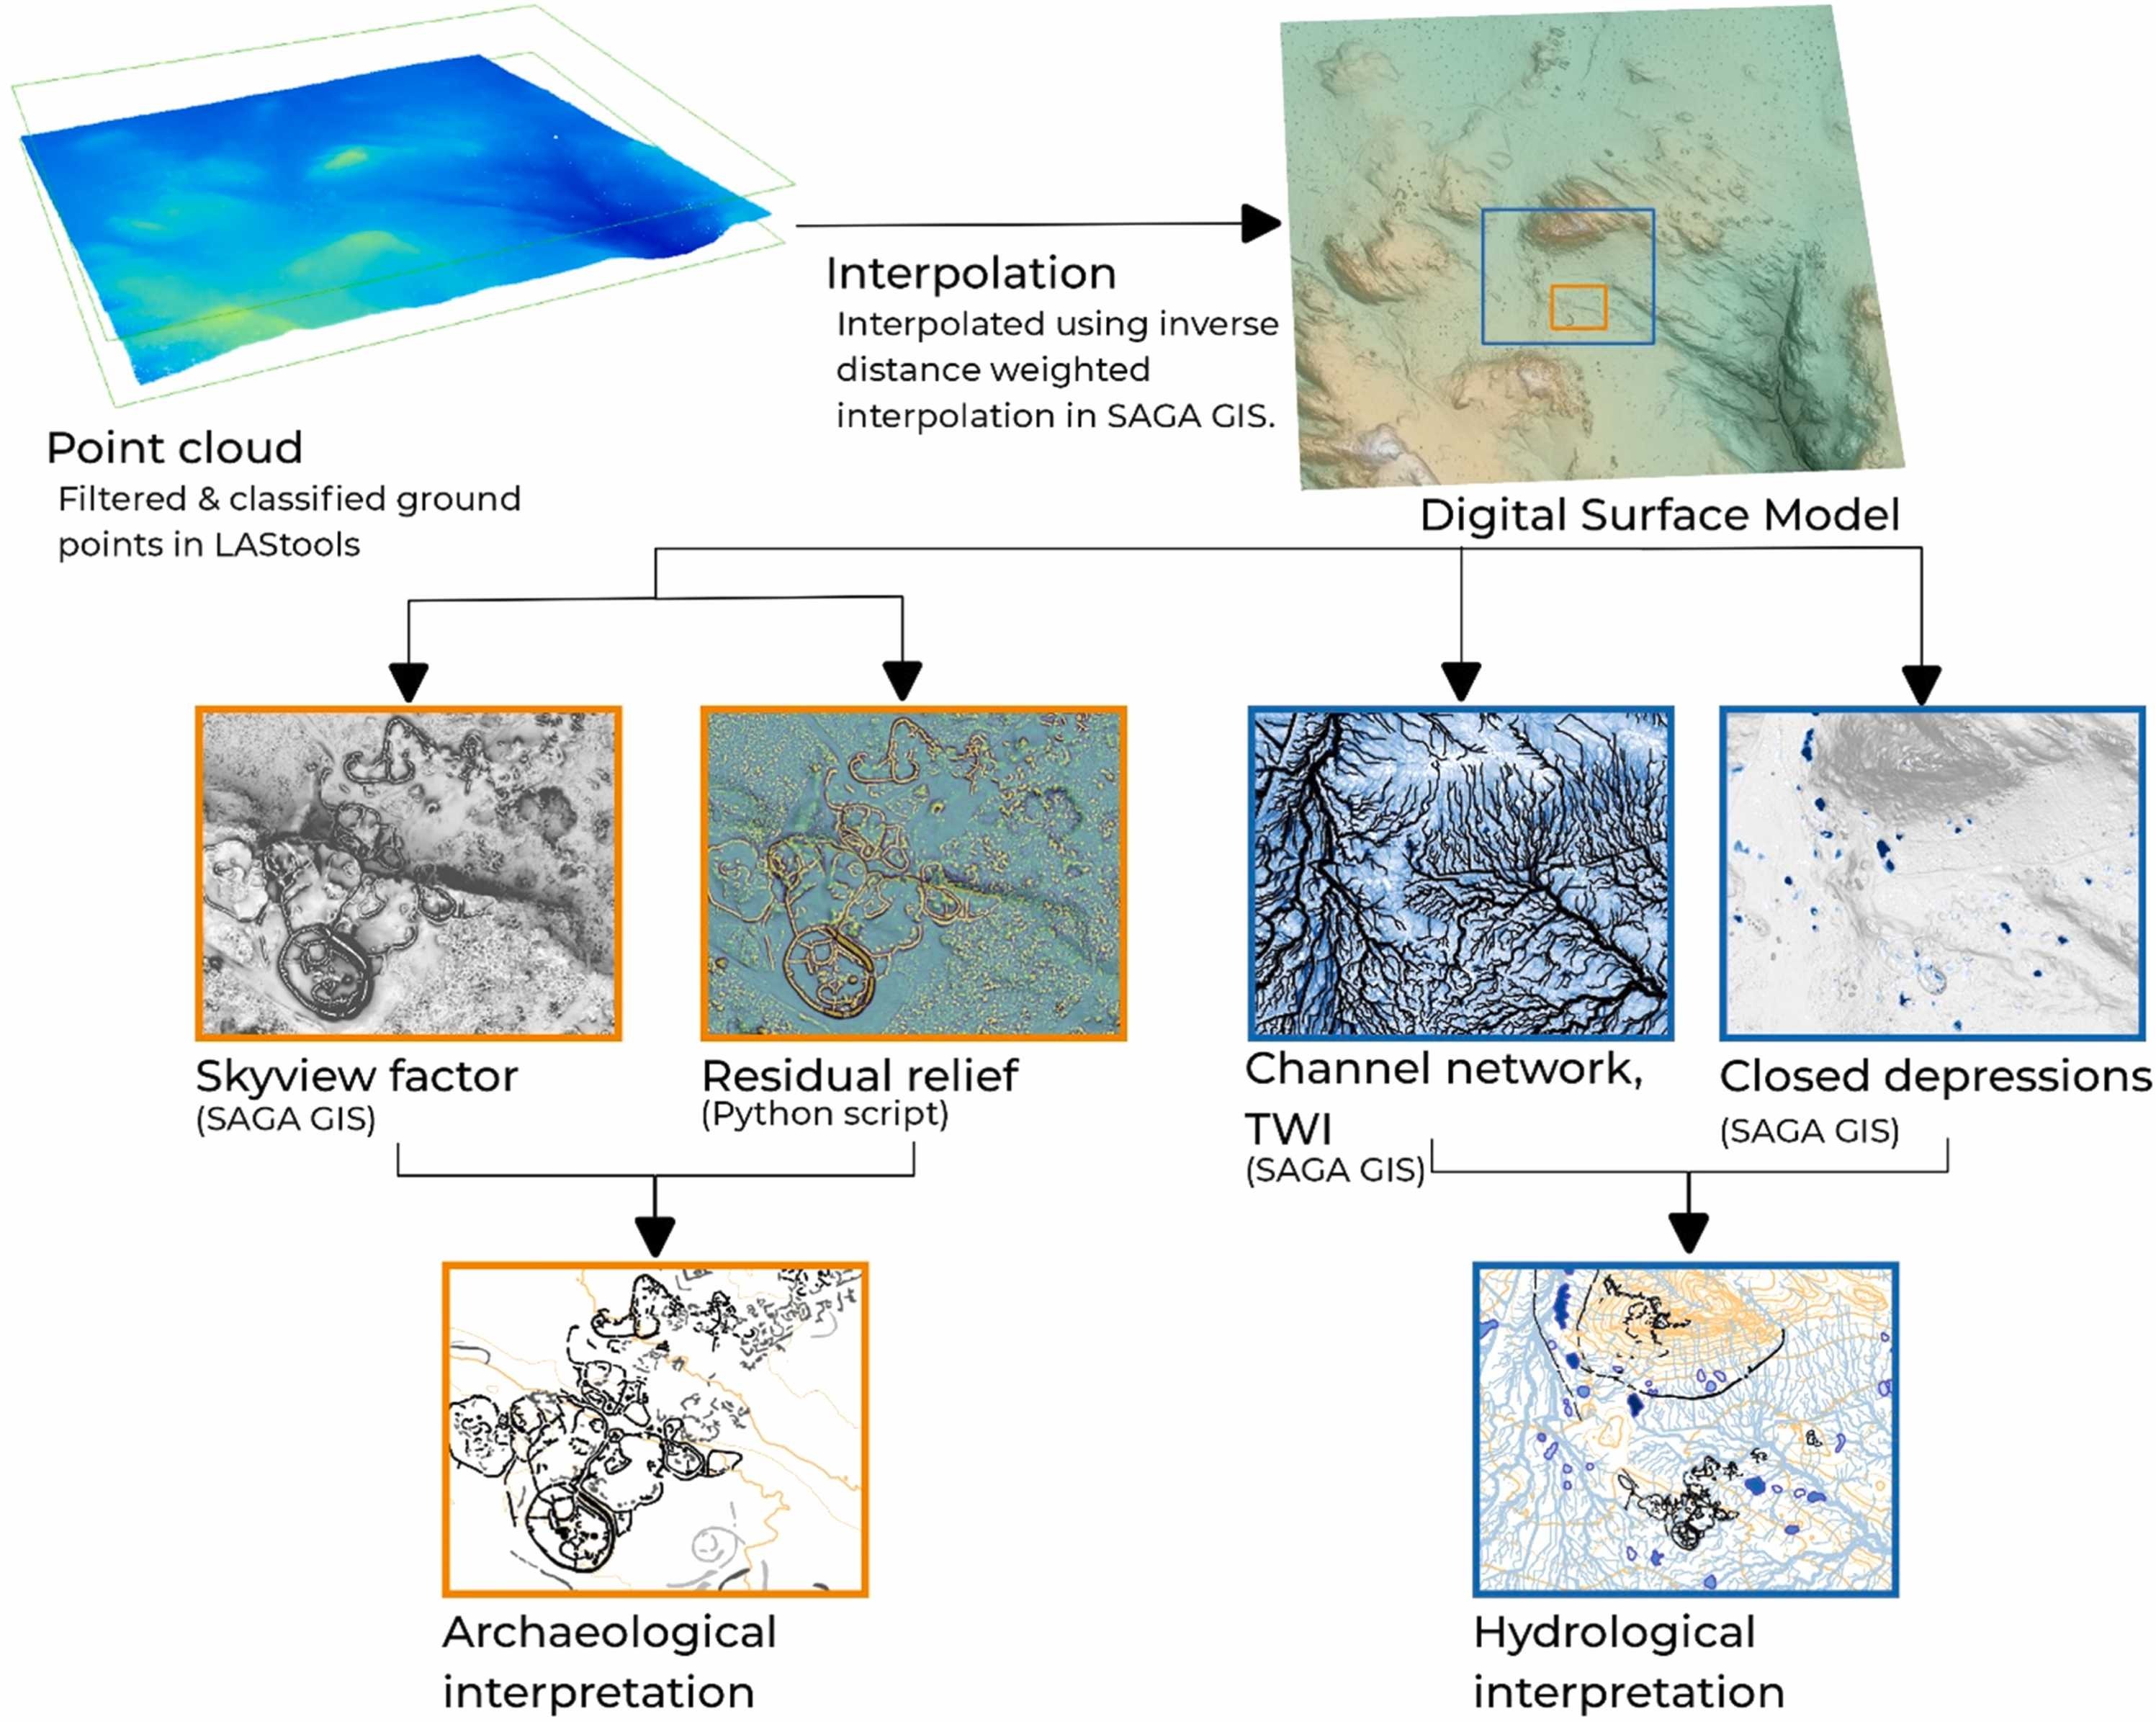 Interpolation
Interpolated using inverse
distance weighted
interpolation in SAGA GIS.
Point cloud
Filtered & classified ground
points in LAStools
Digital Surface Model
Skyview factor
(SAGA GIS)
Residual relief
(Python script)
Channel network,
TWI
(SAGA GIS)
Closed depressions
(SAGA GIS)
Archaeological
interpretation
Hydrological
interpretation